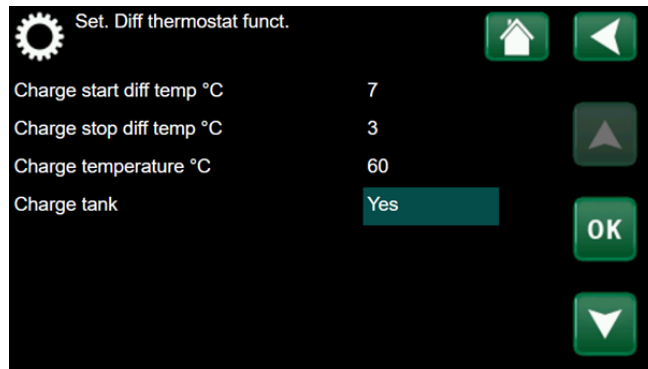 Set. Diff thermostat funct.
Charge start diff temp °C 7
Charge stop diff temp °C 3
Charge temperature °C 60
Charge tank Yes
OK